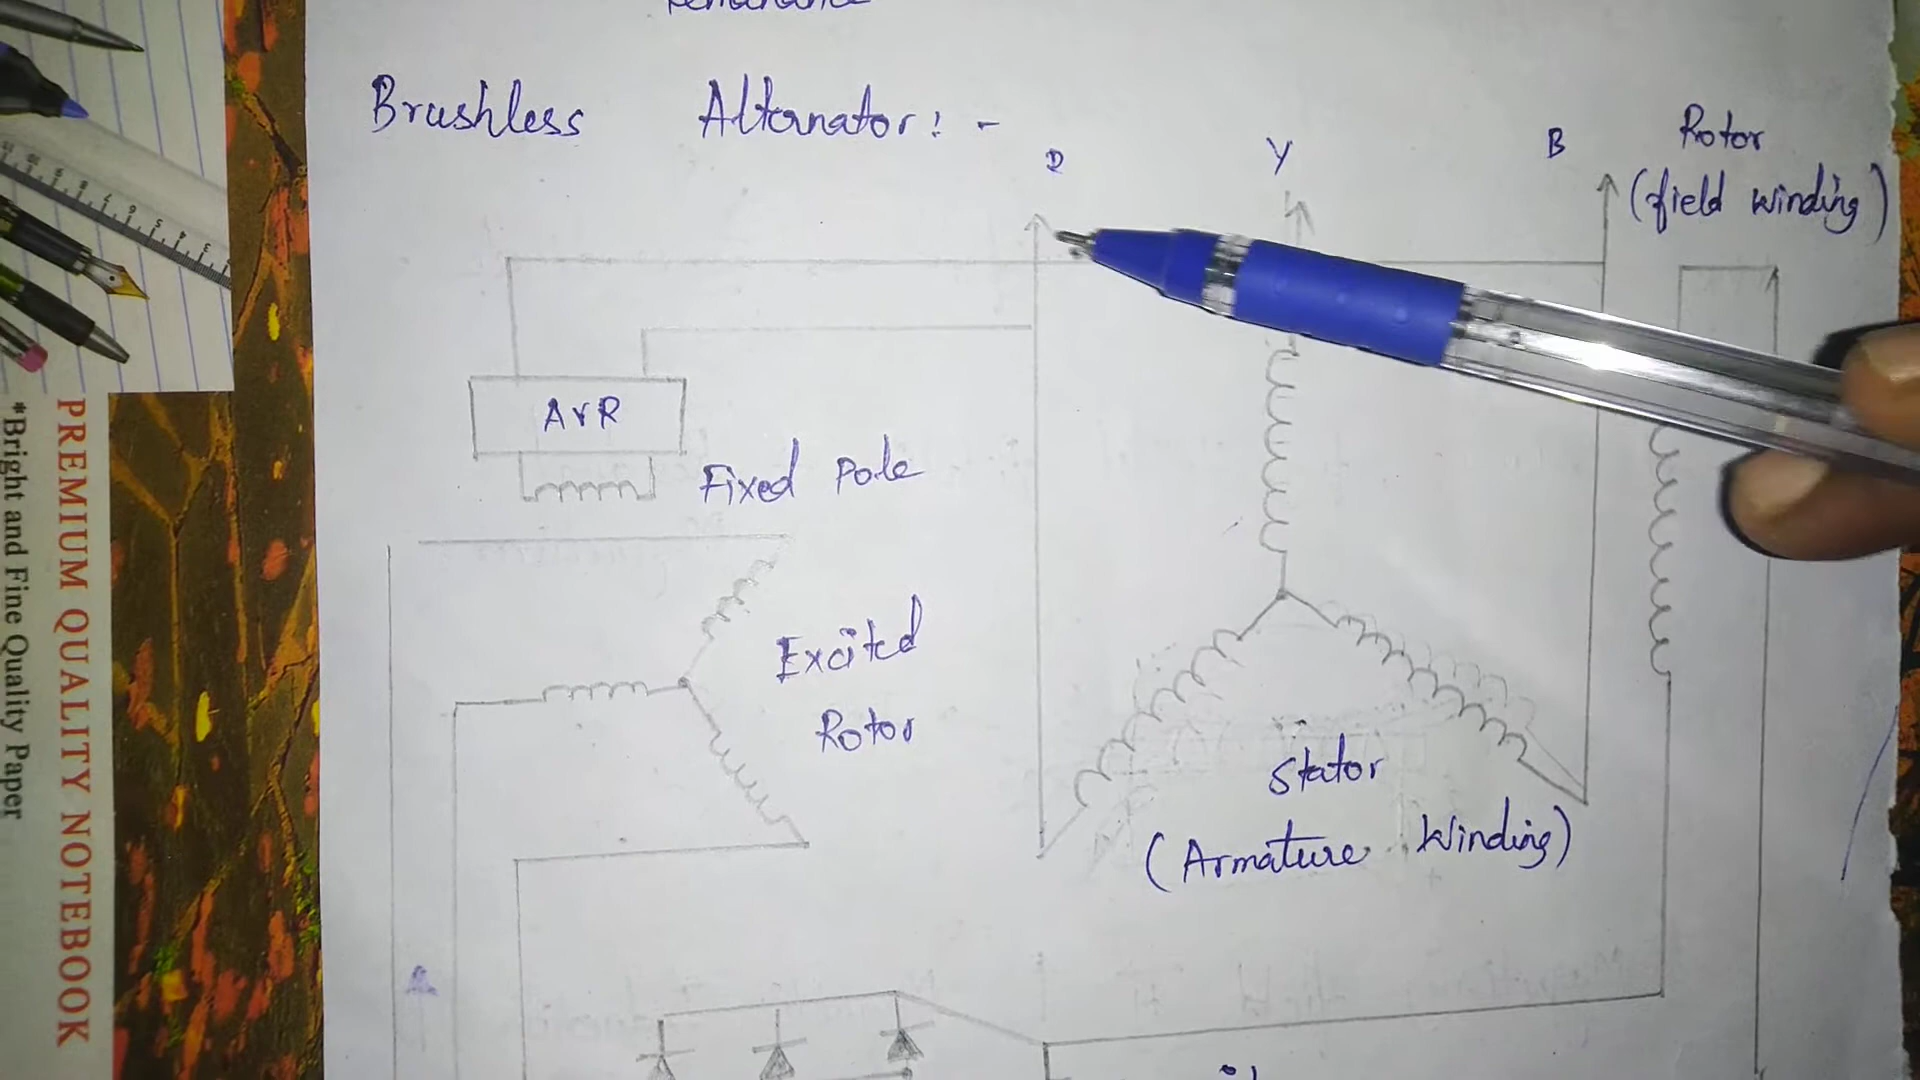 Brushless Alternator:-
R Y B
Rotor
(field winding)
AVR
Fixed Pole
Excited
Rotor
Stator
(Armature Winding)
PREMIUM QUALITY NOTEBOOK
*Bright and Fine Quality Paper